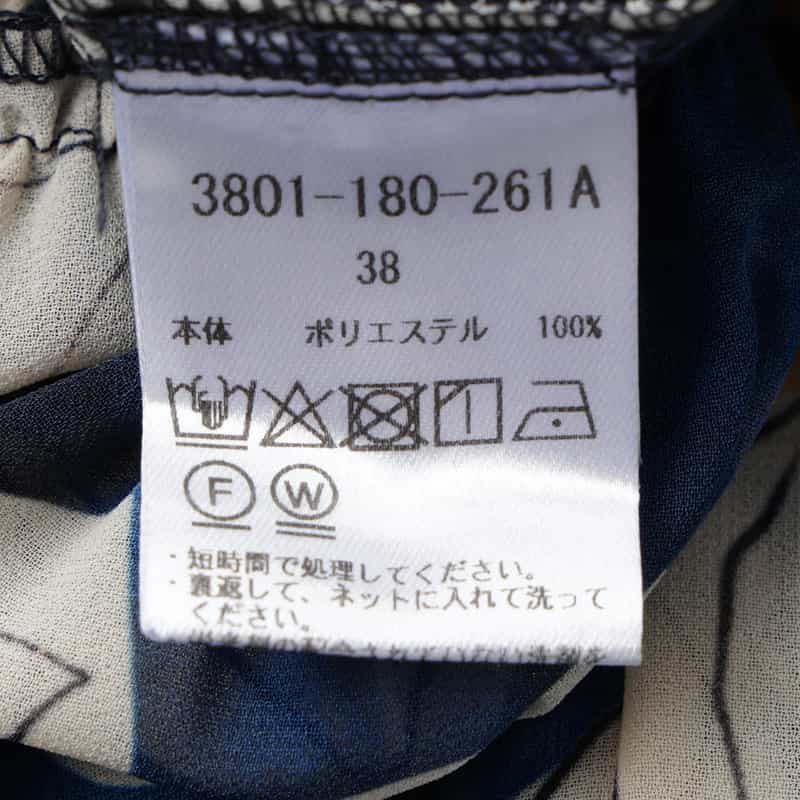 3801-180-261A
38
本体 ポリエステル 100%
F W
・短時間で処理してください。
・裏返して、ネットに入れて洗って
ください。